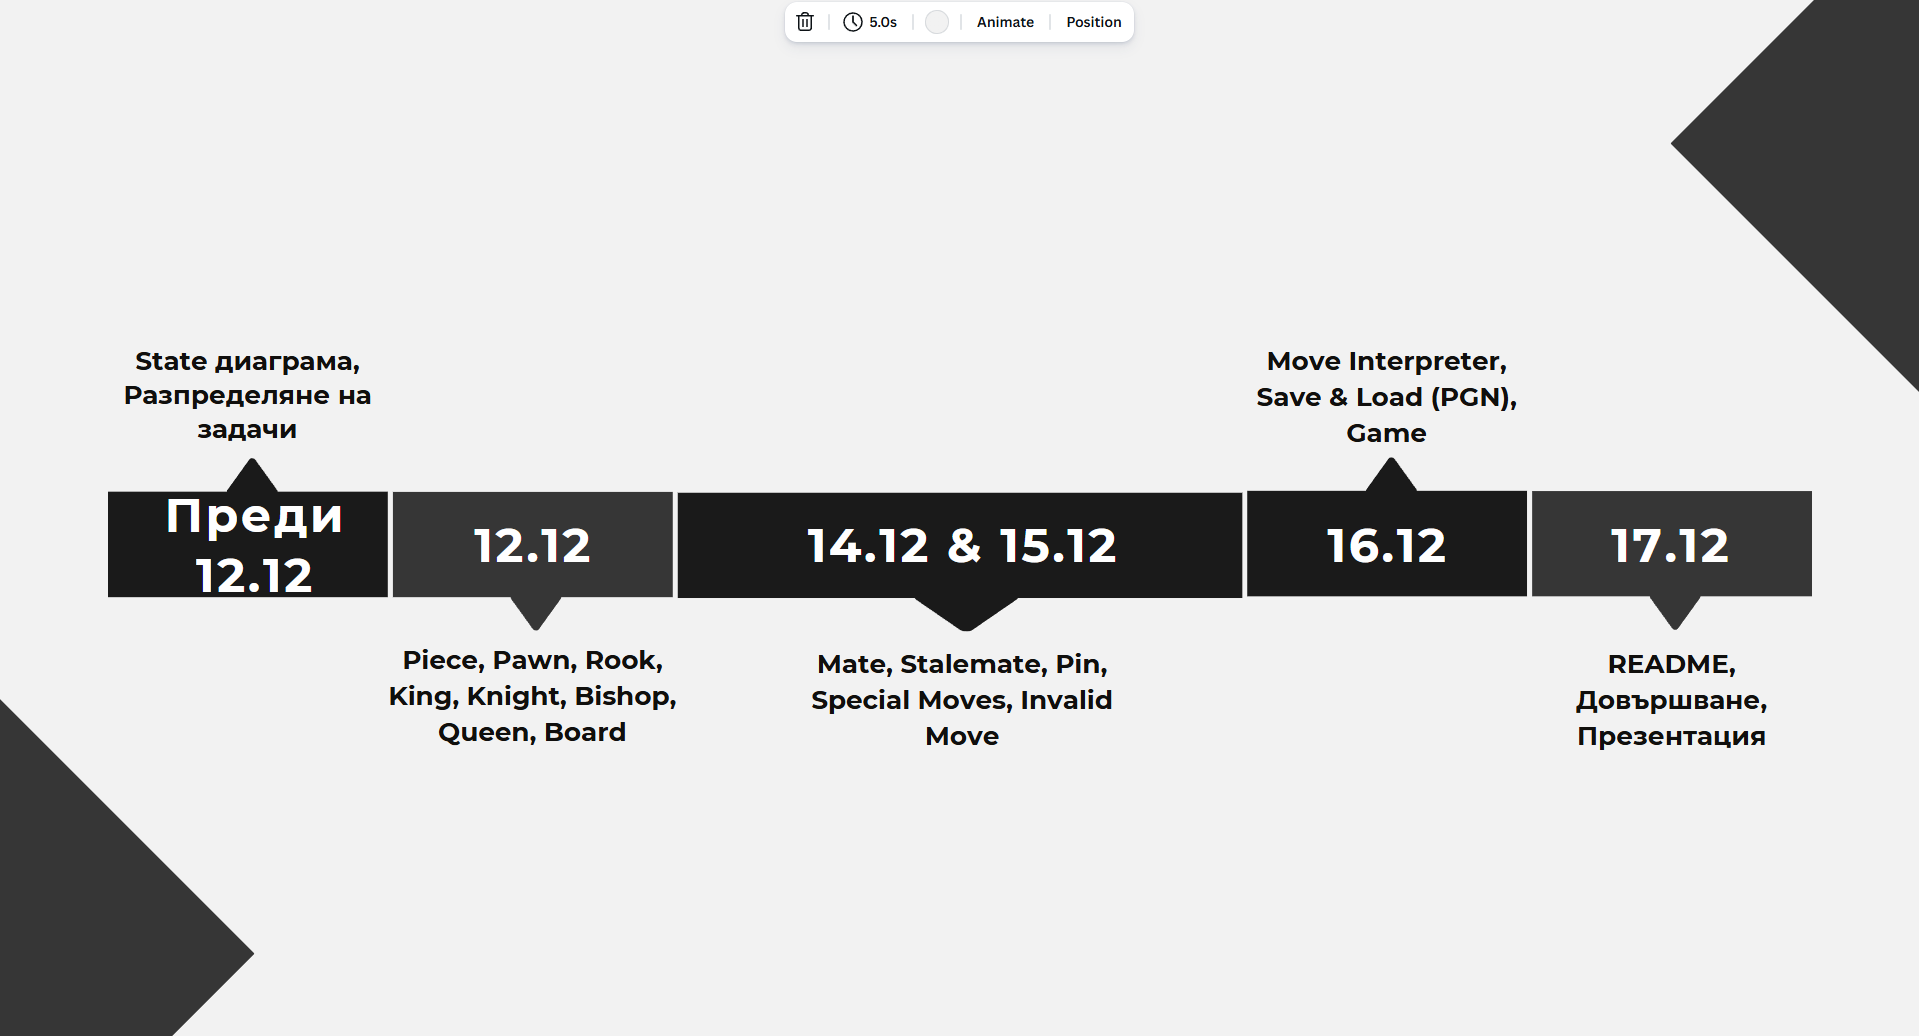 5.0s
Animate
Position
State диаграма,
Разпределяне на
задачи
Move Interpreter,
Save & Load (PGN),
Game
Преди
12.12
12.12
14.12 & 15.12
16.12
17.12
Piece, Pawn, Rook,
King, Knight, Bishop,
Queen, Board
Mate, Stalemate, Pin,
Special Moves, Invalid
Move
README,
Довършване,
Презентация